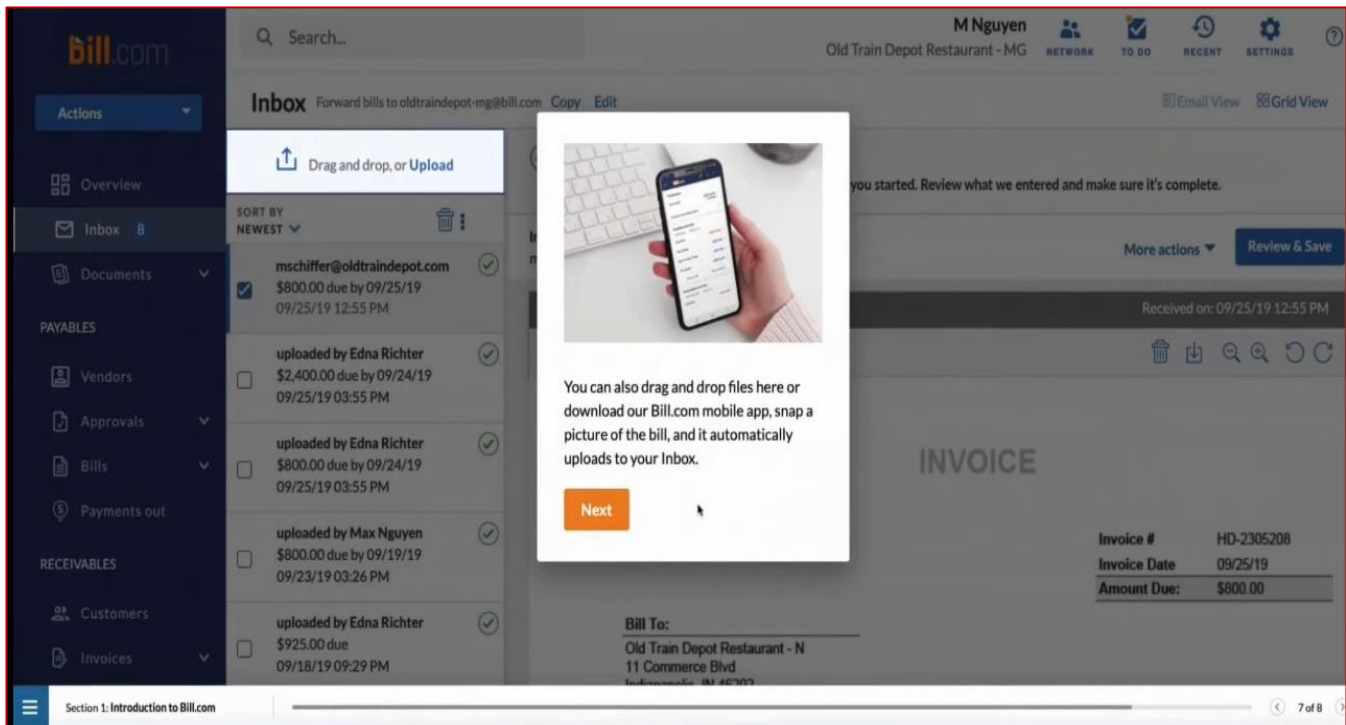 bill.com
Search...
M Nguyen
Old Train Depot Restaurant - MG
NETWORK
TO DO
RECENT
SETTINGS
Actions
Inbox Forward bills to oldtraindepot-mg@bill.com Copy Edit
Email View Grid View
Drag and drop, or Upload
you started. Review what we entered and make sure it's complete.
Overview
Inbox 8
Documents
PAYABLES
Vendors
Approvals
Bills
Payments out
RECEIVABLES
Customers
Invoices
SORT BY
NEWEST
mschiffer@oldtraindepot.com
$800.00 due by 09/25/19
09/25/19 12:55 PM
uploaded by Edna Richter
$2,400.00 due by 09/24/19
09/25/19 03:55 PM
uploaded by Edna Richter
$800.00 due by 09/24/19
09/25/19 03:55 PM
uploaded by Max Nguyen
$800.00 due by 09/19/19
09/23/19 03:26 PM
uploaded by Edna Richter
$925.00 due
09/18/19 09:29 PM
You can also drag and drop files here or
download our Bill.com mobile app, snap a
picture of the bill, and it automatically
uploads to your Inbox.
Next
More actions
Review & Save
Received on: 09/25/19 12:55 PM
INVOICE
Invoice # HD-2305208
Invoice Date 09/25/19
Amount Due: $800.00
Bill To:
Old Train Depot Restaurant - N
11 Commerce Blvd
Indianapolis, IN 46202
Section 1: Introduction to Bill.com
7 of 8